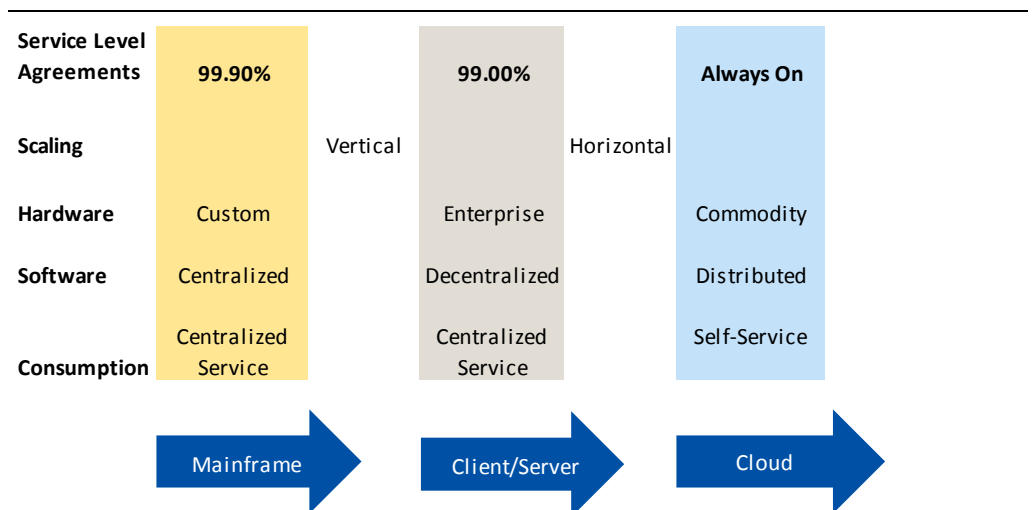 Service Level
Agreements 99.90% 99.00% Always On
Scaling Vertical Horizontal
Hardware Custom Enterprise Commodity
Software Centralized Decentralized Distributed
Centralized Centralized Self-Service
Consumption Service Service
Mainframe Client/Server Cloud